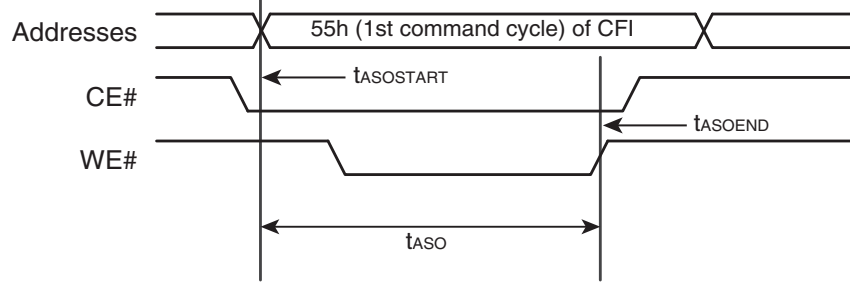 Addresses
55h (1st command cycle) of CFI
tASOSTART
CE#
tASOEND
WE#
tASO